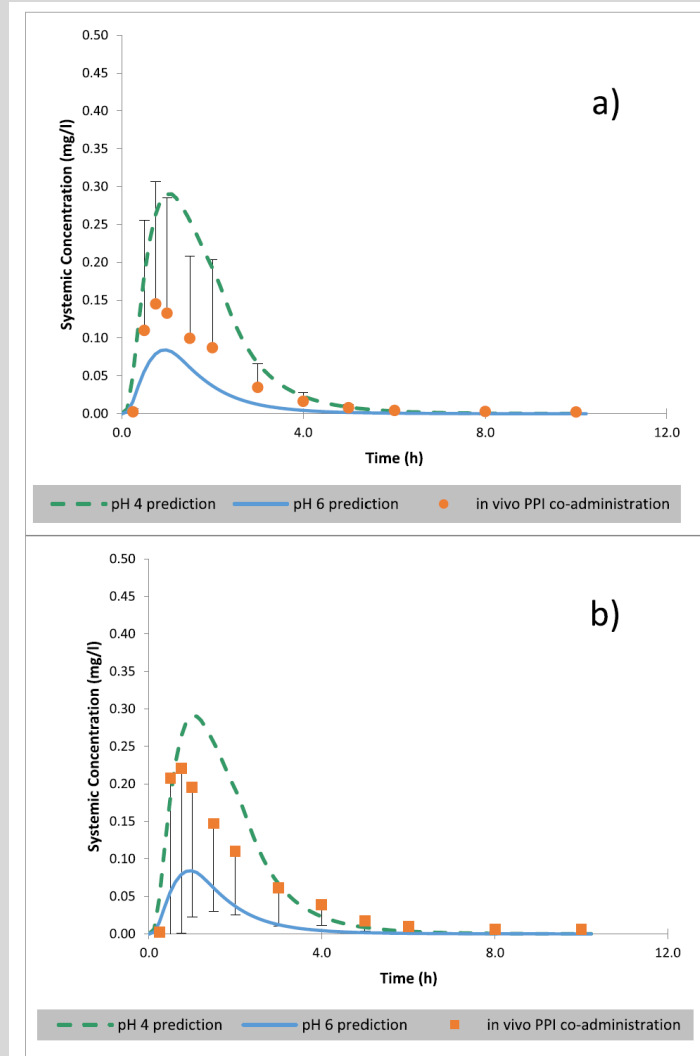 a)
0.50
0.45
0.40
0.35
0.30
0.25
0.20
0.15
0.10
0.05
0.00
Systemic Concentration (mg/l)
0.0 4.0 8.0 12.0
Time (h)
pH 4 prediction pH 6 prediction in vivo PPI co-administration
b)
0.50
0.45
0.40
0.35
0.30
0.25
0.20
0.15
0.10
0.05
0.00
Systemic Concentration (mg/l)
0.0 4.0 8.0 12.0
Time (h)
pH 4 prediction pH 6 prediction in vivo PPI co-administration